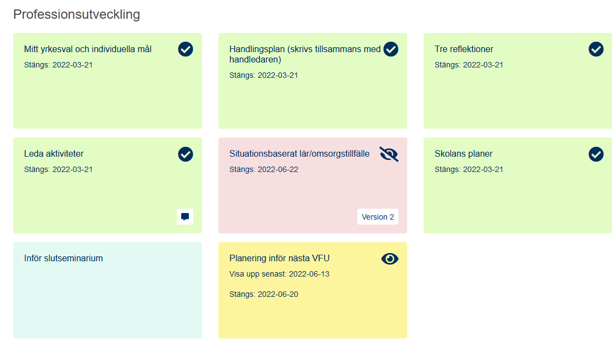 Professionsutveckling
Mitt yrkesval och individuella mål
Stängs: 2022-03-21
Handlingsplan (skrivs tillsammans med
handledaren)
Stängs: 2022-03-21
Tre reflektioner
Stängs: 2022-03-21
Leda aktiviteter
Stängs: 2022-03-21
Situationsbaserat lär/omsorgstillfälle
Stängs: 2022-06-22
Version 2
Skolans planer
Stängs: 2022-03-21
Inför slutseminarium
Planering inför nästa VFU
Visa upp senast: 2022-06-13
Stängs: 2022-06-20